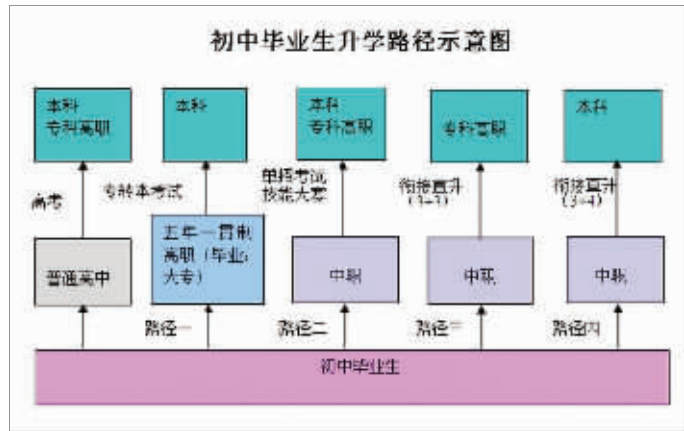 初中毕业生升学路径示意图
本科
专科高职
本科
本科
专科高职
专科高职
本科
高考
专转本考试
单招考试
技能大赛
衔接直升
(3+3)
衔接直升
(3+4)
普通高中
五年一贯制
高职（毕业:
大专）
中职
中职
中职
路径一
路径二
路径三
路径四
初中毕业生